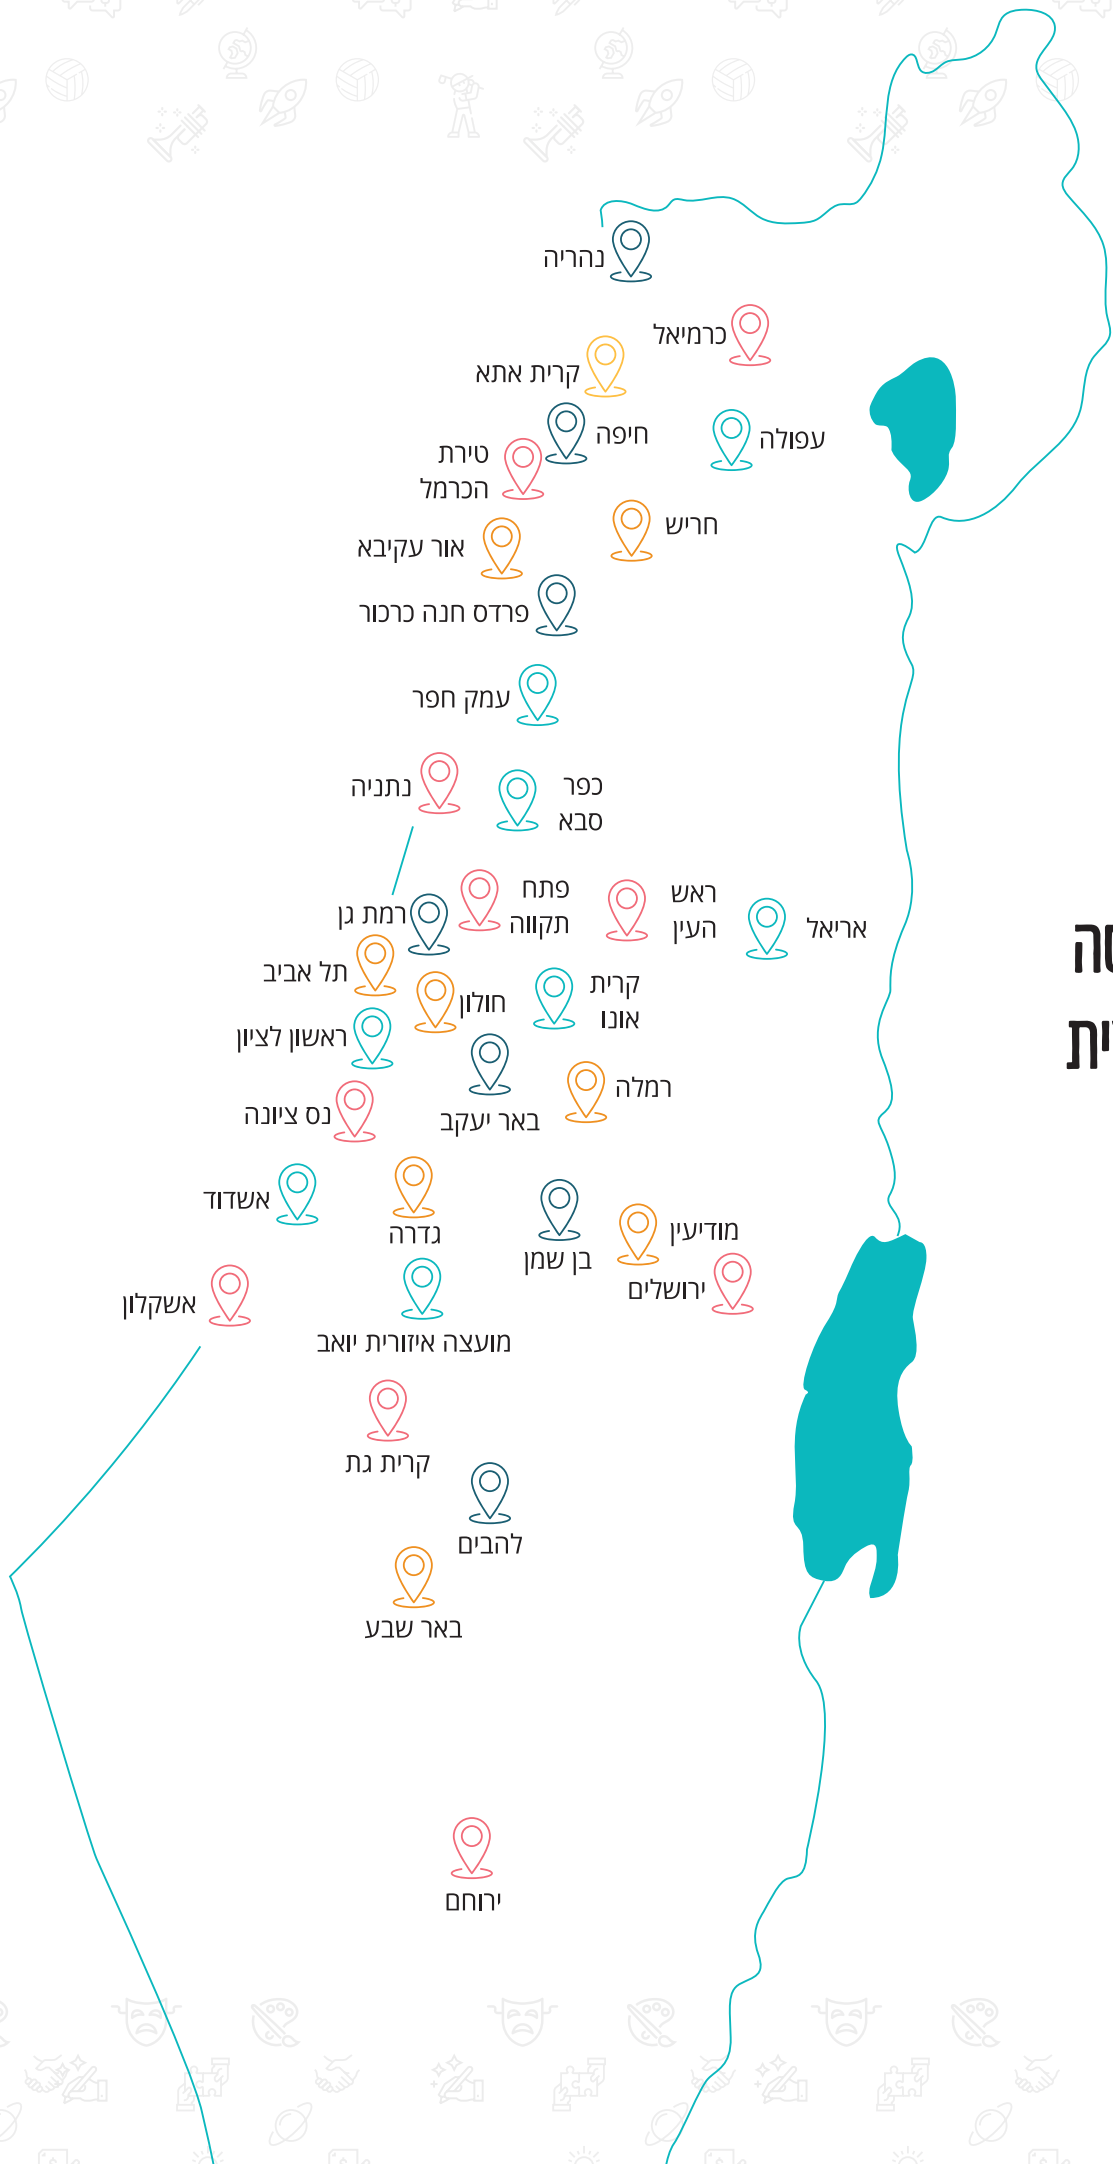 נהריה
כרמיאל
קרית אתא
חיפה
עפולה
טירת
הכרמל
חריש
אור עקיבא
פרדס חנה כרכור
עמק חפר
נתניה
כפר
סבא
פתח
תקווה
ראש
העין
רמת גן
אריאל
תל אביב
קרית
אונו
חולון
ראשון לציון
רמלה
נס ציונה
באר יעקב
אשדוד
גדרה
מודיעין
בן שמן
ירושלים
אשקלון
מועצה איזורית יואב
קרית גת
להבים
באר שבע
ירוחם